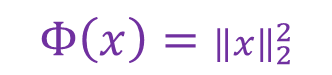 Φ(x) = ‖x‖₂²